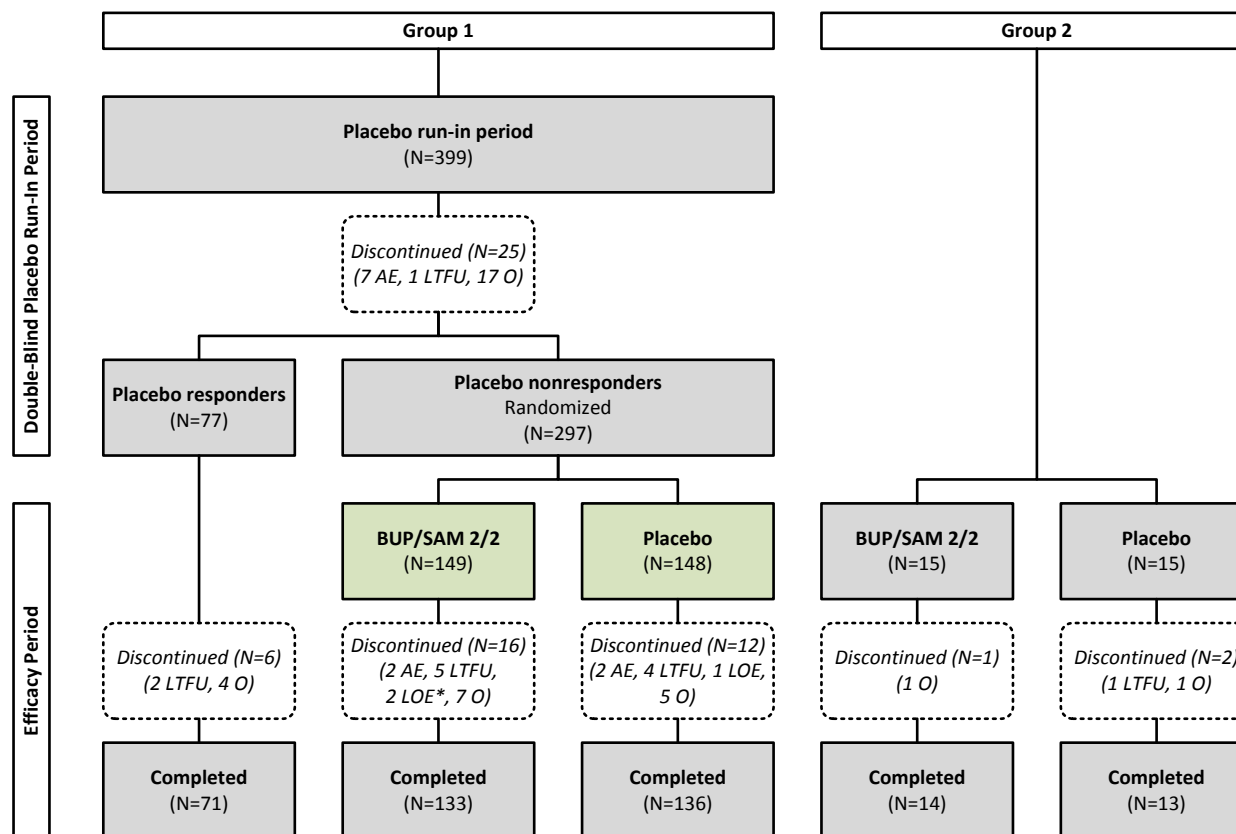 Group 1
Group 2
Double-Blind Placebo Run-In Period
Placebo run-in period
(N=399)
Discontinued (N=25)
(7 AE, 1 LTFU, 17 O)
Placebo responders
(N=77)
Placebo nonresponders
Randomized
(N=297)
Efficacy Period
BUP/SAM 2/2
(N=149)
Placebo
(N=148)
BUP/SAM 2/2
(N=15)
Placebo
(N=15)
Discontinued (N=6)
(2 LTFU, 4 O)
Discontinued (N=16)
(2 AE, 5 LTFU,
2 LOE*, 7 O)
Discontinued (N=12)
(2 AE, 4 LTFU, 1 LOE,
5 O)
Discontinued (N=1)
(1 O)
Discontinued (N=2)
(1 LTFU, 1 O)
Completed
(N=71)
Completed
(N=133)
Completed
(N=136)
Completed
(N=14)
Completed
(N=13)